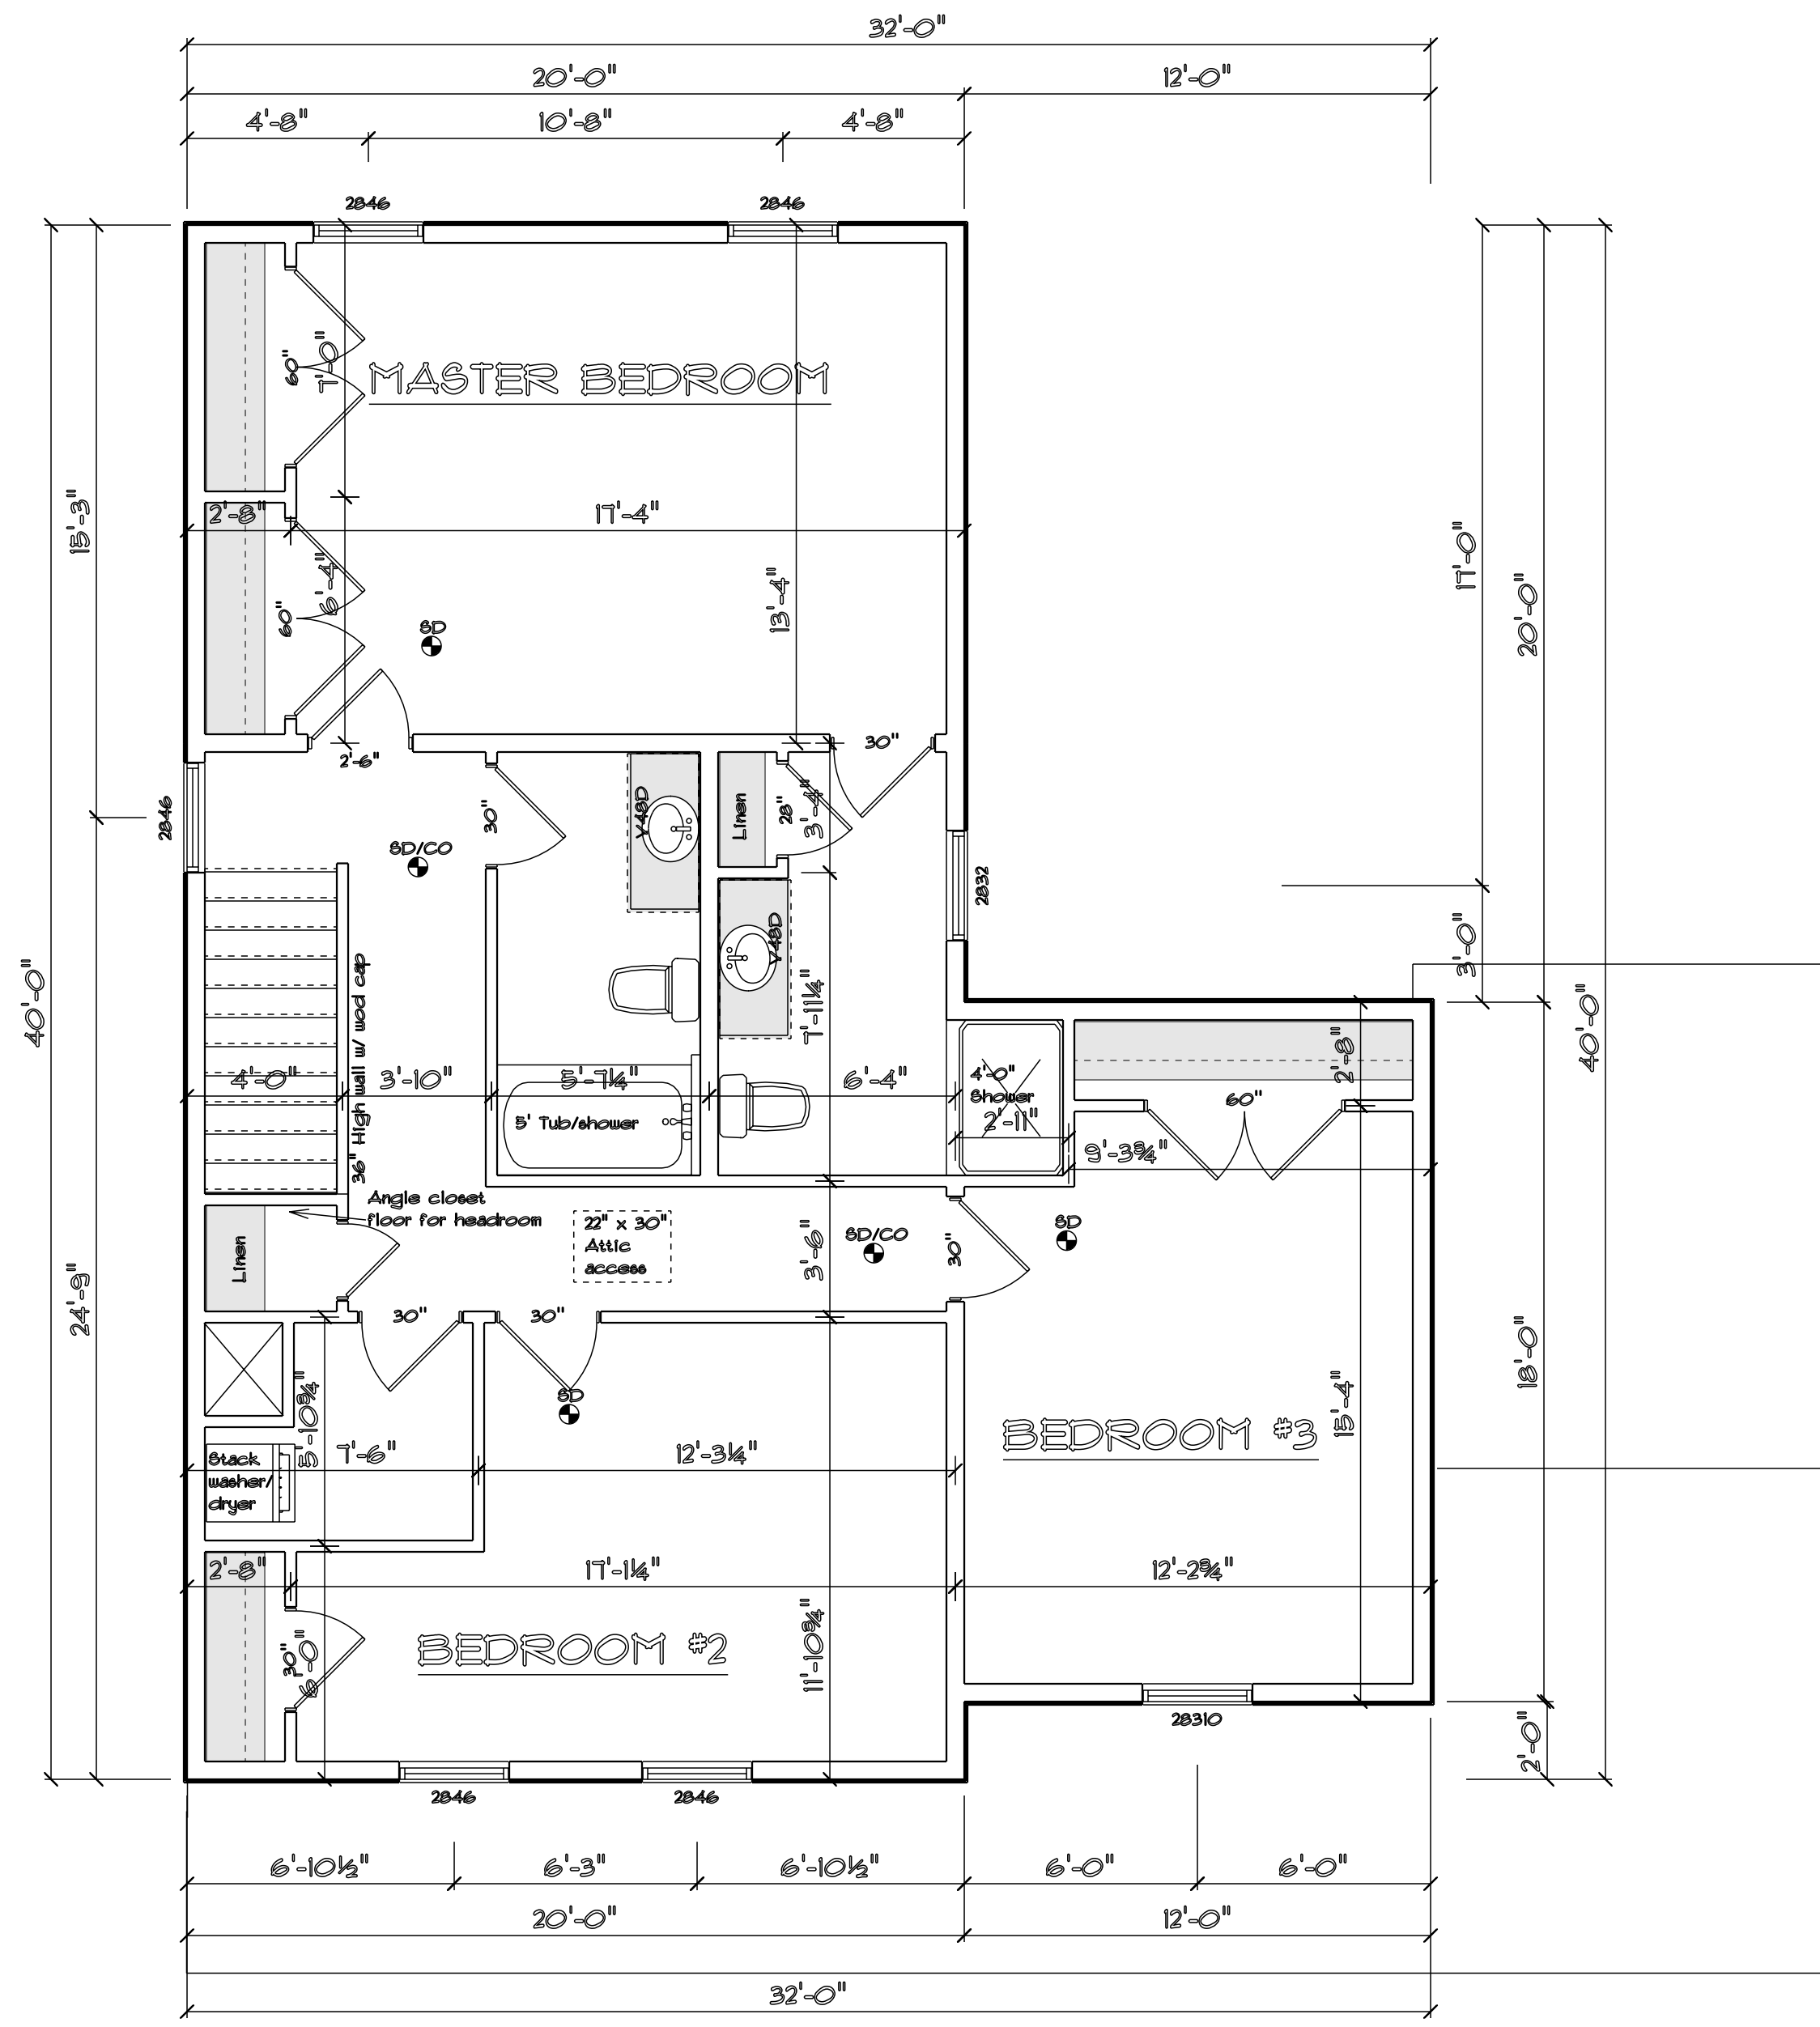 32'-0"
20'-0"
12'-0"
4'-8"
10'-8"
4'-8"
2846
2846
60"
7'-0"
MASTER BEDROOM
15'-3"
2'-8"
17'-4"
17'-0"
6'-4"
13'-4"
20'-0"
60"
SD
30"
2'-6"
2846
30"
V48D
Linen
28"
3'-4"
SD/CO
2832
40'-0"
36" High wall w/ wod cap
V48D
7'-11¼"
3'-0"
40'-0"
4'-0"
3'-10"
5'-7¼"
6'-4"
4'-0"
Shower
2'-11"
2'-8"
60"
5' Tub/shower
9'-3¾"
Angle closet
floor for headroom
22" x 30"
Attic
access
Linen
3'-6"
SD/CO
30"
SD
24'-9"
30"
30"
18'-0"
SD
5'-10¾"
15'-4"
BEDROOM #3
7'-6"
12'-3¼"
Stack
washer/
dryer
2'-8"
17'-1¼"
12'-2¾"
30"
6'-0"
BEDROOM #2
11'-10¾"
28310
2'-0"
2846
2846
6'-10½"
6'-3"
6'-10½"
6'-0"
6'-0"
20'-0"
12'-0"
32'-0"